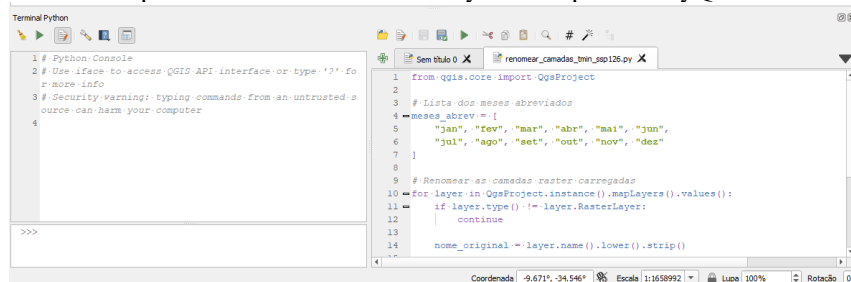 Terminal Python
1 # Python Console
2 # Use iface to access QGIS API interface or type '?' fo
r more info
3 # Security warning: typing commands from an untrusted s
ource can harm your computer
4
>>>
Sem título 0
renomear_camadas_tmin_ssp126.py
1 from qgis.core import QgsProject
2
3 # Lista dos meses abreviados
4 meses_abrev = [
5 "jan", "fev", "mar", "abr", "mai", "jun",
6 "jul", "ago", "set", "out", "nov", "dez"
7 ]
8
9 # Renomear as camadas raster carregadas
10 for layer in QgsProject.instance().mapLayers().values():
11 if layer.type() != layer.RasterLayer:
12 continue
13
14 nome_original = layer.name().lower().strip()
Coordenada -9.671°, -34.546° Escala 1:1658992 Lupa 100% Rotação 0